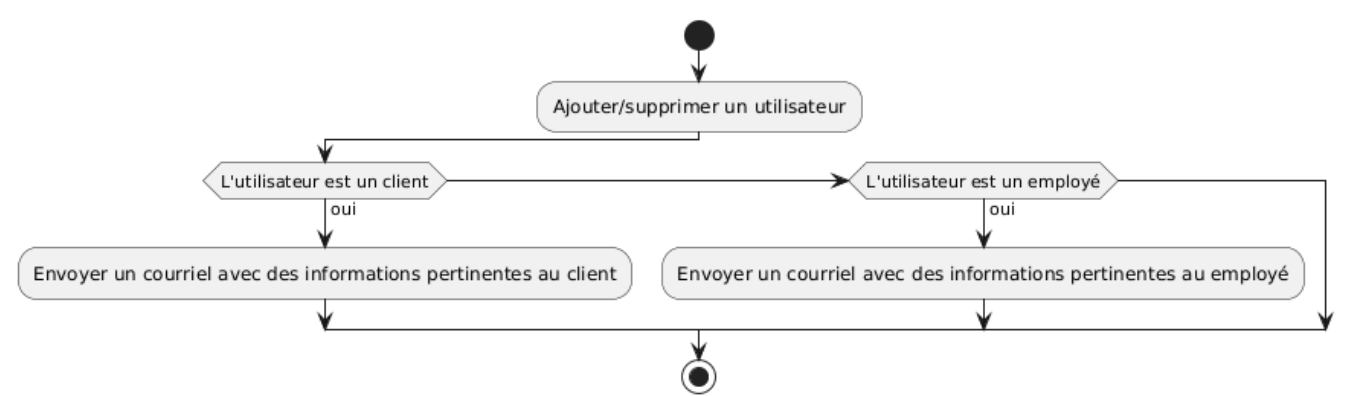 Ajouter/supprimer un utilisateur
L'utilisateur est un client
L'utilisateur est un employé
oui
oui
Envoyer un courriel avec des informations pertinentes au client
Envoyer un courriel avec des informations pertinentes au employé